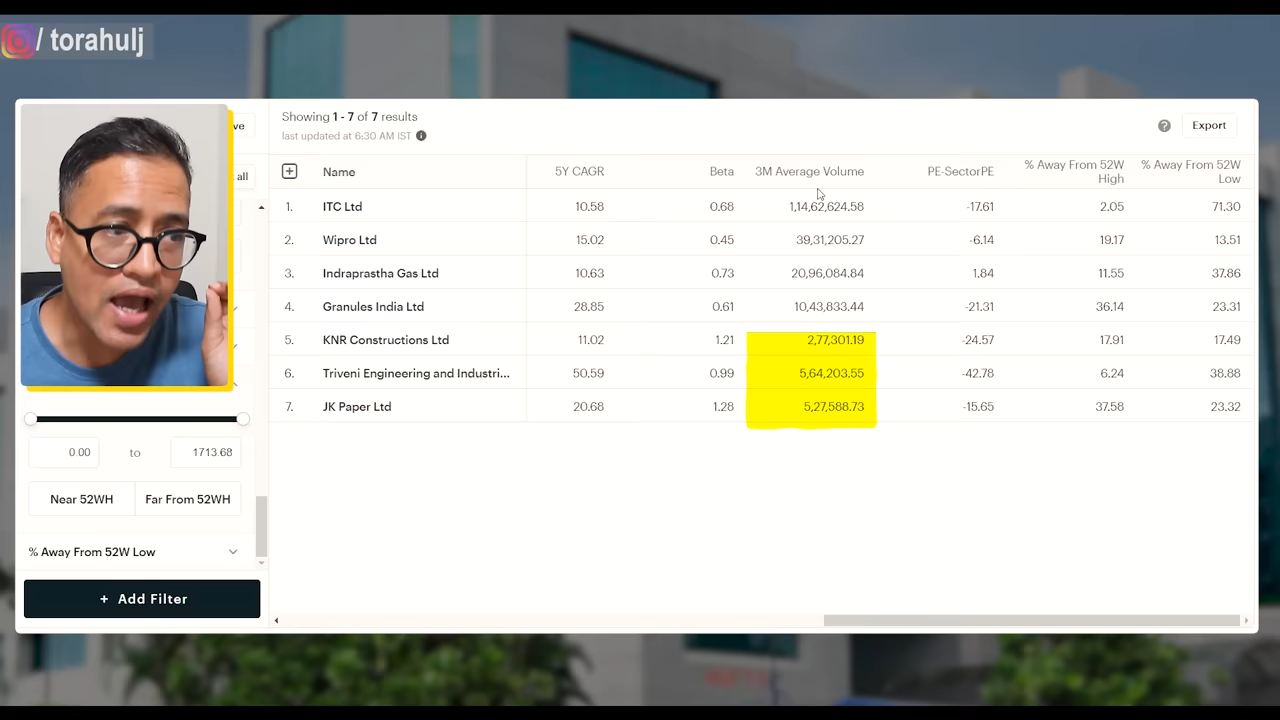 / torahulj
ve
all
Showing 1 - 7 of 7 results
last updated at 6:30 AM IST
Export
Name 5Y CAGR Beta 3M Average Volume PE-SectorPE % Away From 52W High % Away From 52W Low
1. ITC Ltd 10.58 0.68 1,14,62,624.58 -17.61 2.05 71.30
2. Wipro Ltd 15.02 0.45 39,31,205.27 -6.14 19.17 13.51
3. Indraprastha Gas Ltd 10.63 0.73 20,96,084.84 1.84 11.55 37.86
4. Granules India Ltd 28.85 0.61 10,43,833.44 -21.31 36.14 23.31
5. KNR Constructions Ltd 11.02 1.21 2,77,301.19 -24.57 17.91 17.49
6. Triveni Engineering and Industri... 50.59 0.99 5,64,203.55 -42.78 6.24 38.88
7. JK Paper Ltd 20.68 1.28 5,27,588.73 -15.65 37.58 23.32
0.00 to 1713.68
Near 52WH Far From 52WH
% Away From 52W Low
+ Add Filter